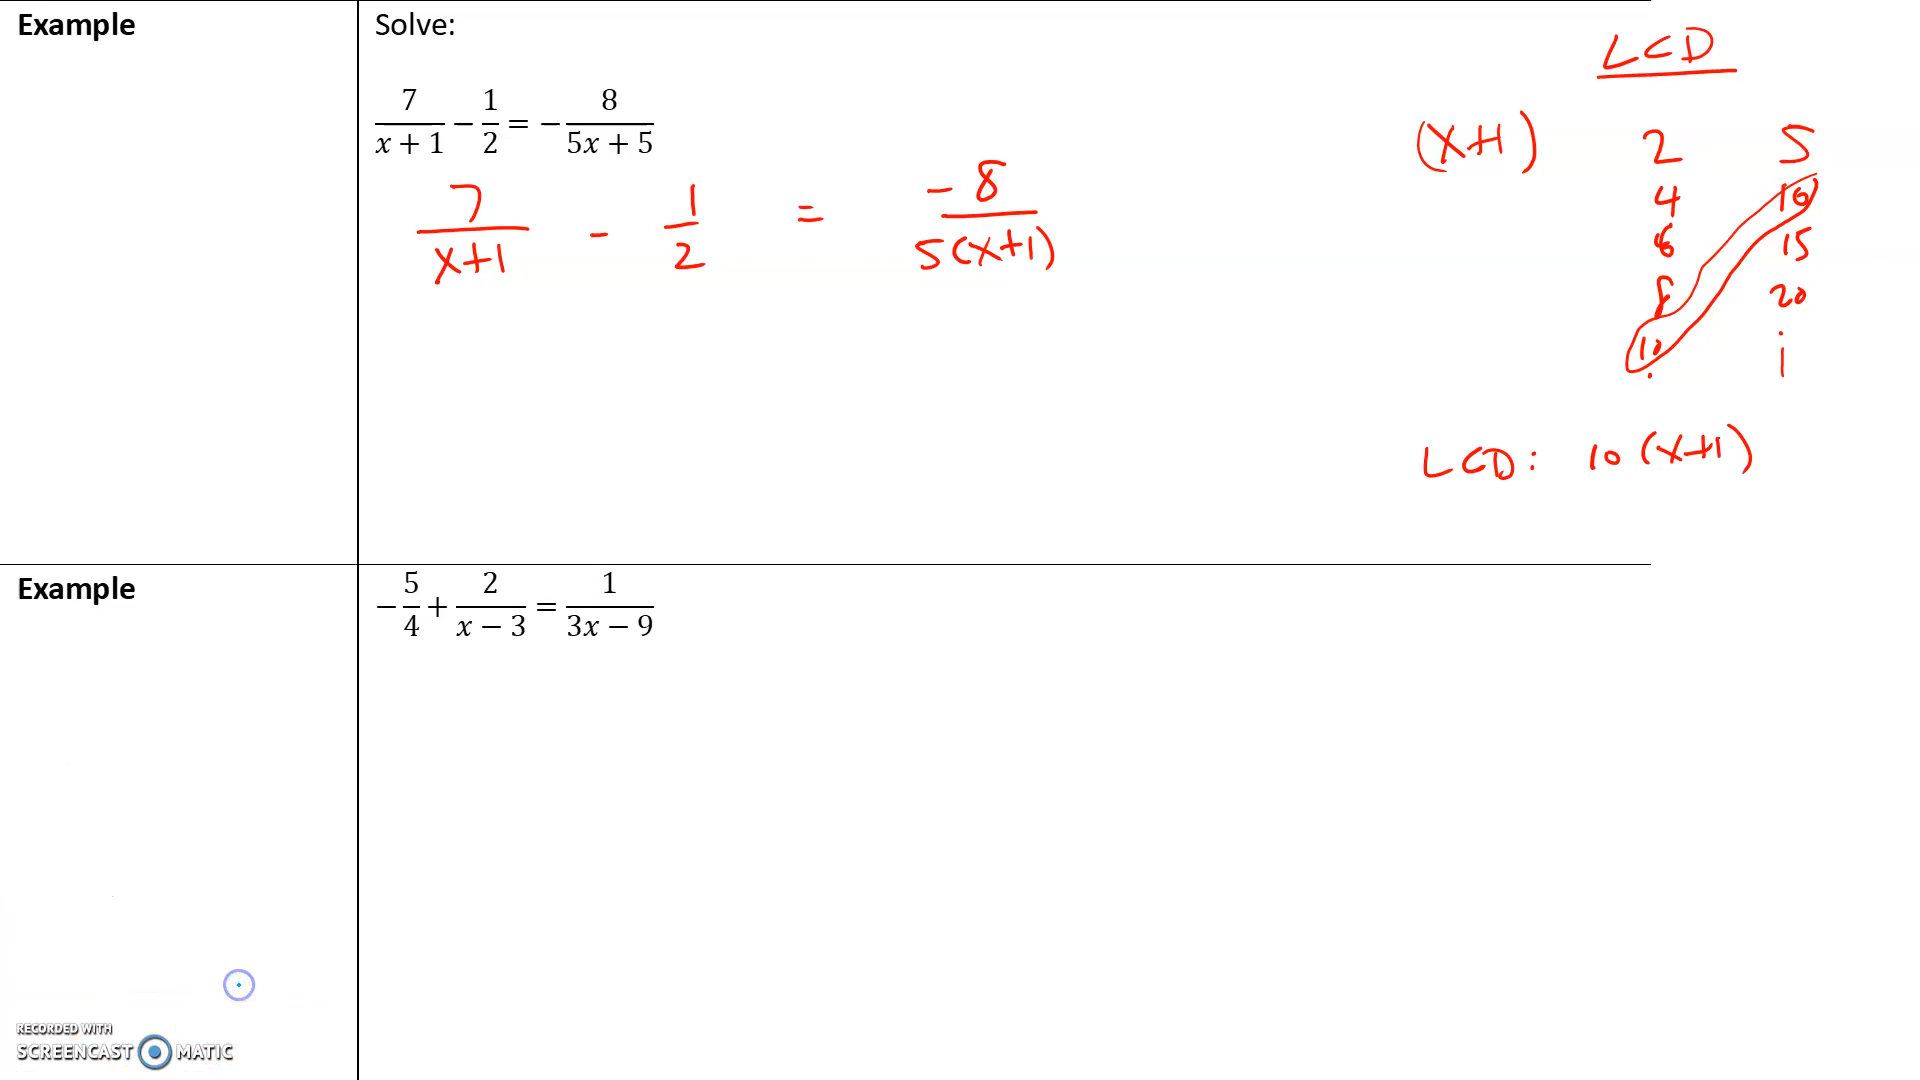 Example
Solve:
7/(x + 1) − 1/2 = − 8/(5x + 5)
7/(x+1) - 1/2 = -8/(5(x+1))
LCD
(x+1) 2 5
4 10
6 15
8 20
10
LCD: 10(x+1)
Example
− 5/4 + 2/(x − 3) = 1/(3x − 9)
RECORDED WITH
SCREENCAST MATIC